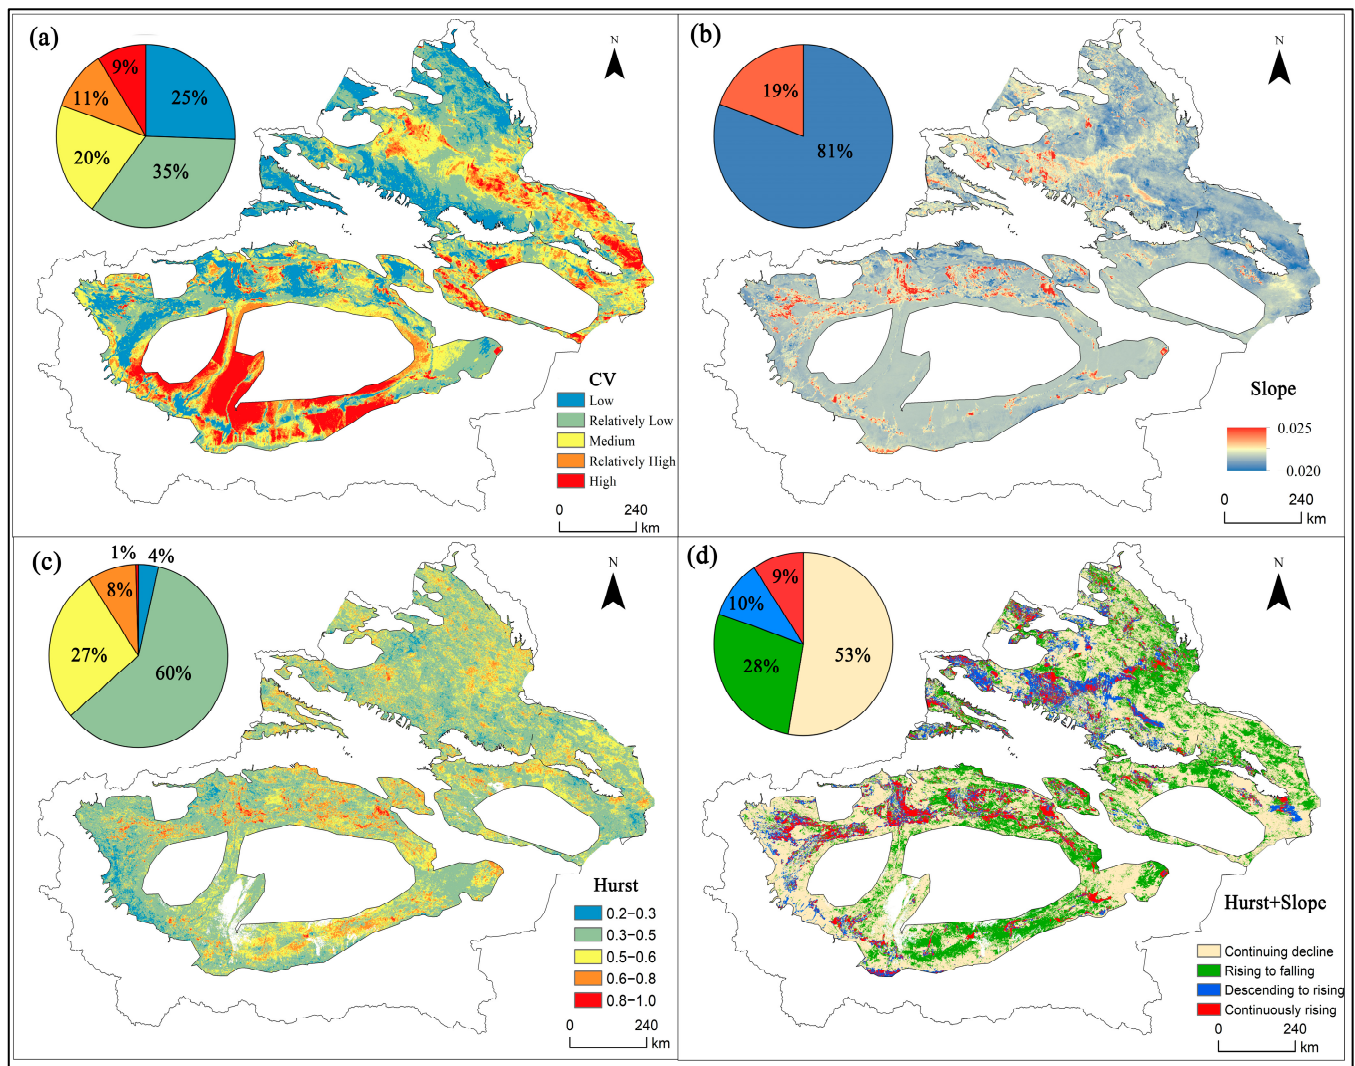 (a)
N
9%
25%
11%
20%
35%
CV
Low
Relatively Low
Medium
Relatively High
High
0 240
km
(b)
N
19%
81%
Slope
0.025
0.020
0 240
km
(c)
N
1% 4%
8%
27%
60%
Hurst
0.2-0.3
0.3-0.5
0.5-0.6
0.6-0.8
0.8-1.0
0 240
km
(d)
N
9%
10%
28%
53%
Hurst+Slope
Continuing decline
Rising to falling
Descending to rising
Continuously rising
0 240
km